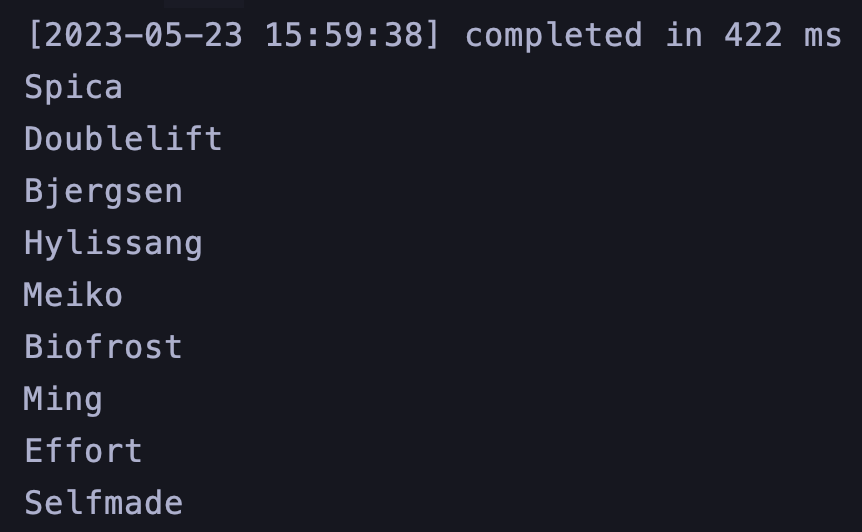 [2023-05-23 15:59:38] completed in 422 ms
Spica
Doublelift
Bjergsen
Hylissang
Meiko
Biofrost
Ming
Effort
Selfmade